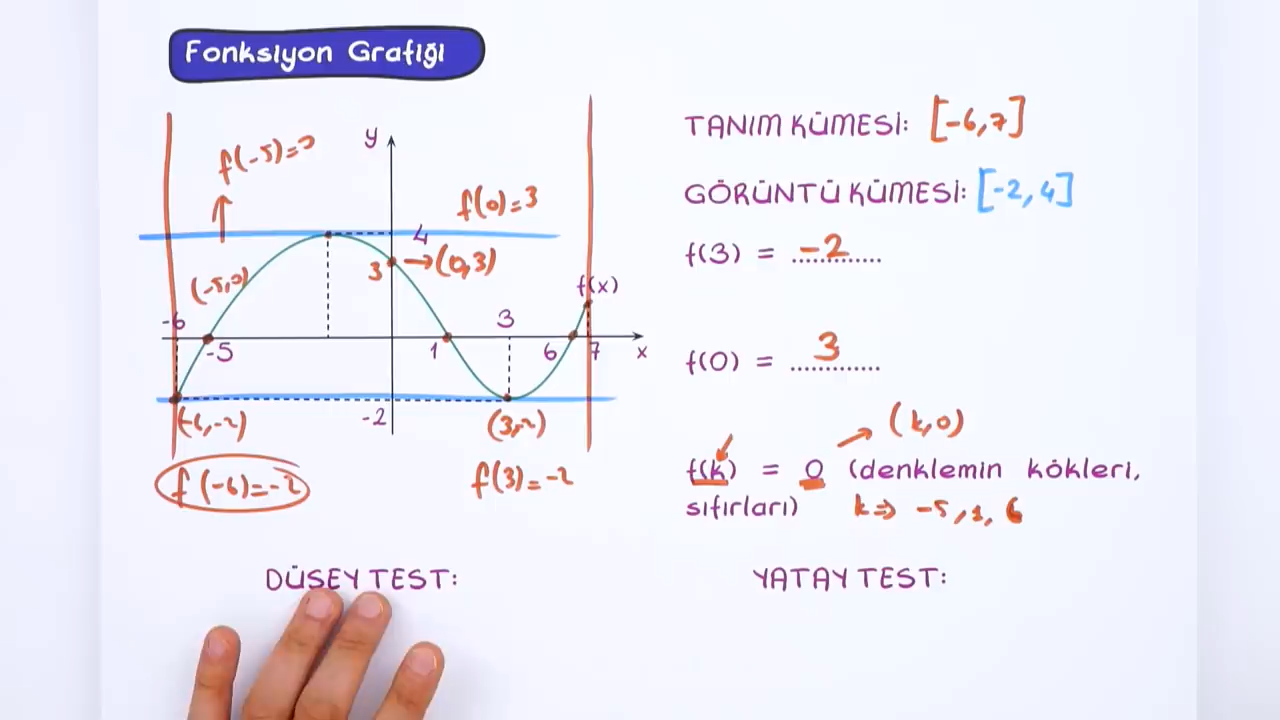 Fonksiyon Grafiği
TANIM KÜMESİ: [-6,7]
GÖRÜNTÜ KÜMESİ: [-2,4]
f(3) = -2
f(0) = 3
(k,0)
f(k) = 0 (denklemin kökleri,
sıfırları) k⇒ -5,1,6
f(-5)=0
y
f(0)=3
4
3 →(0,3)
(-5,0)
f(x)
-6
3
-5
1
6
7
x
-2
(-6,-2)
(3,-2)
f(-6)=-2
f(3)=-2
DÜSEY TEST:
YATAY TEST: